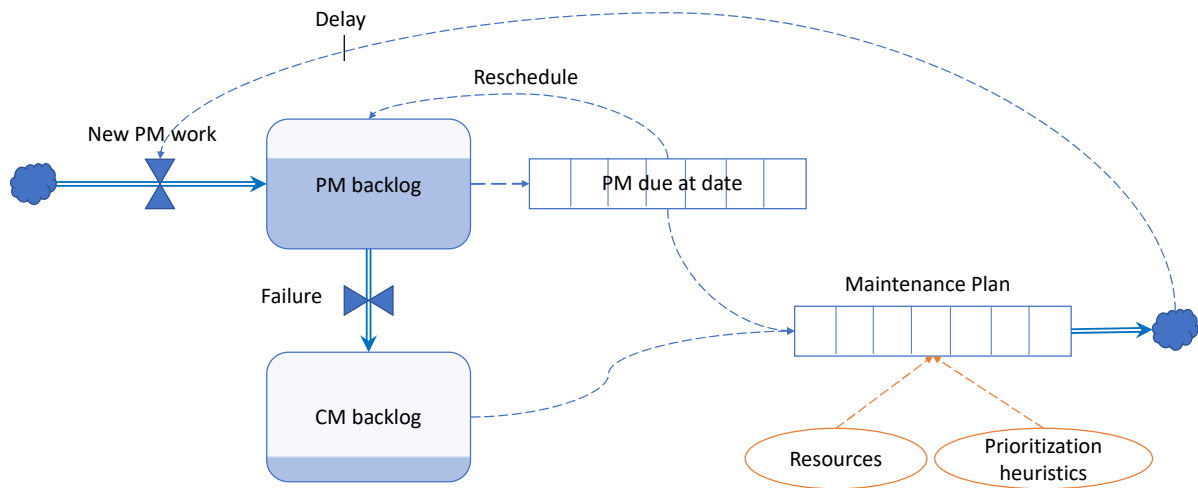 Delay
Reschedule
New PM work
PM backlog
PM due at date
Failure
Maintenance Plan
CM backlog
Resources
Prioritization
heuristics